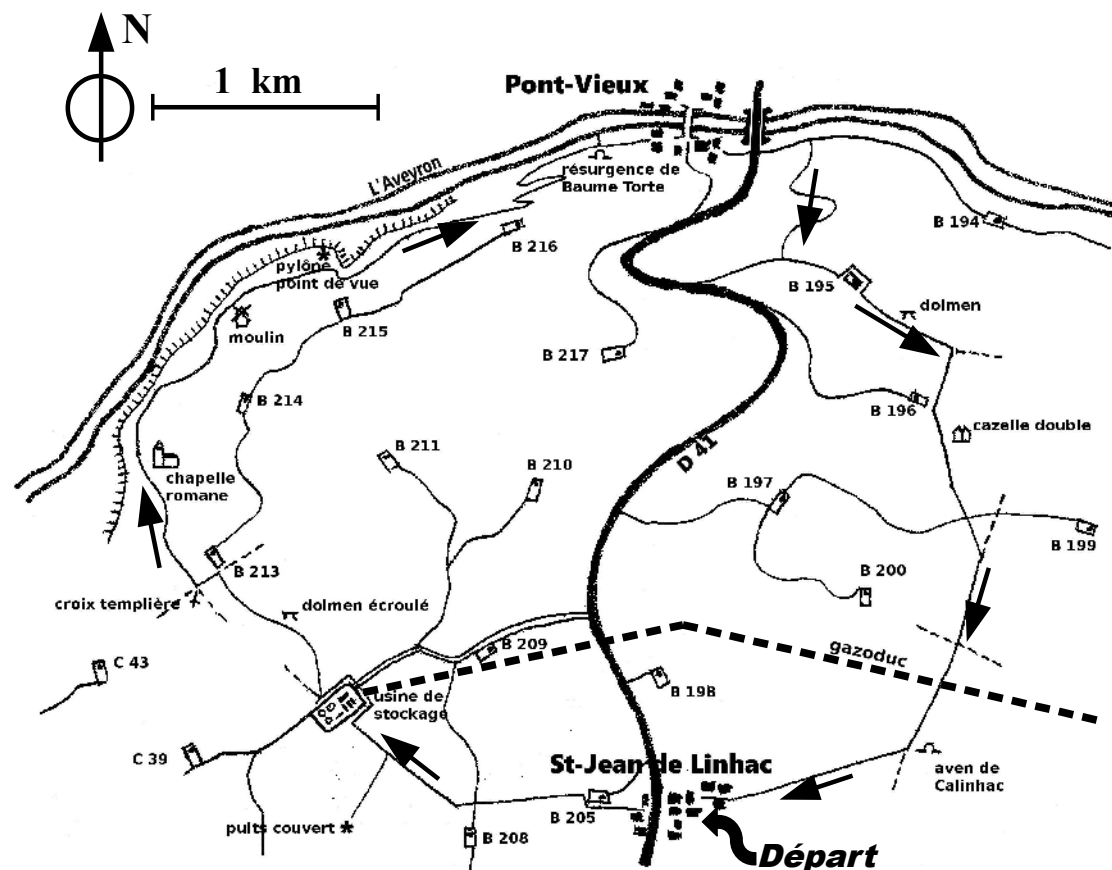 N
1 km
Pont-Vieux
L'Aveyron
résurgence de
Baume Torte
B 194
B 216
pylône
point de vue
B 195
dolmen
moulin
B 215
B 217
B 214
B 196
cazelle double
D 41
B 211
B 210
chapelle
romane
B 197
B 199
B 213
B 200
croix templière
dolmen écroulé
C 43
B 209
gazoduc
usine de
stockage
B 198
C 39
St-Jean de Linhac
aven de
Calinhac
puits couvert
B 208
B 205
Départ